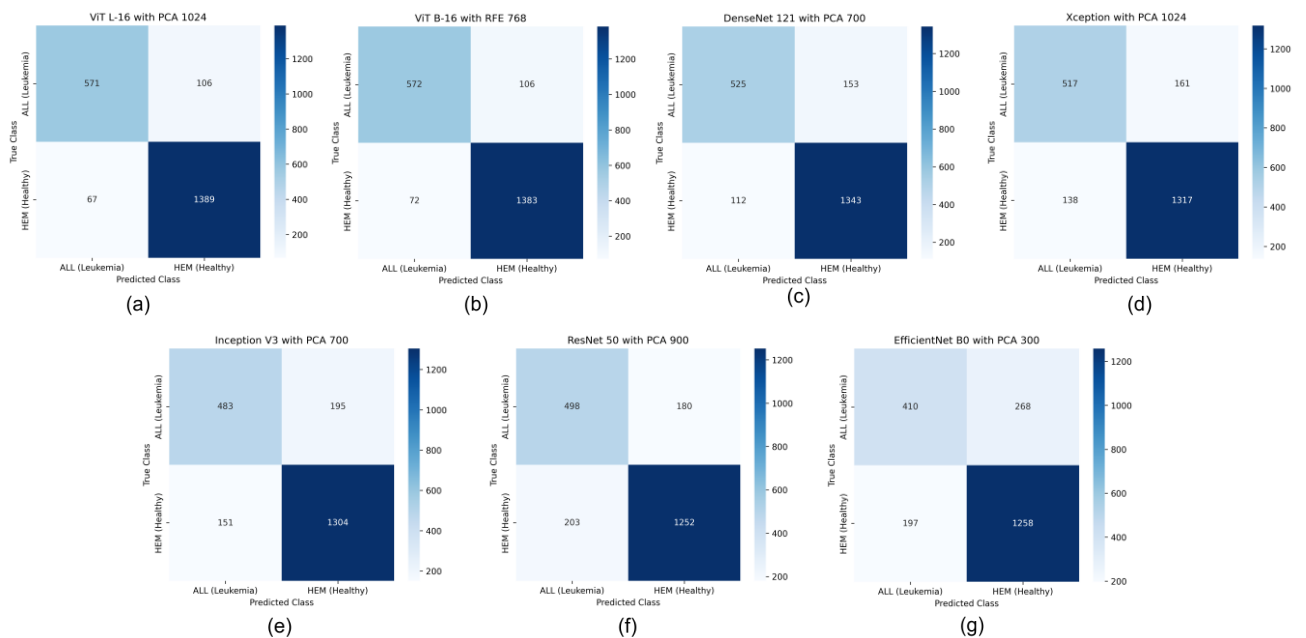 ViT L-16 with PCA 1024
ALL (Leukemia)
HEM (Healthy)
True Class
571
106
67
1389
1200
1000
800
600
400
200
ALL (Leukemia)
HEM (Healthy)
Predicted Class
(a)
ViT B-16 with RFE 768
ALL (Leukemia)
HEM (Healthy)
True Class
572
106
72
1383
1200
1000
800
600
400
200
ALL (Leukemia)
HEM (Healthy)
Predicted Class
(b)
DenseNet 121 with PCA 700
ALL (Leukemia)
HEM (Healthy)
True Class
525
153
112
1343
1200
1000
800
600
400
200
ALL (Leukemia)
HEM (Healthy)
Predicted Class
(c)
Xception with PCA 1024
ALL (Leukemia)
HEM (Healthy)
True Class
517
161
138
1317
1200
1000
800
600
400
200
ALL (Leukemia)
HEM (Healthy)
Predicted Class
(d)
Inception V3 with PCA 700
ALL (Leukemia)
HEM (Healthy)
True Class
483
195
151
1304
1200
1000
800
600
400
200
ALL (Leukemia)
HEM (Healthy)
Predicted Class
(e)
ResNet 50 with PCA 900
ALL (Leukemia)
HEM (Healthy)
True Class
498
180
203
1252
1200
1000
800
600
400
200
ALL (Leukemia)
HEM (Healthy)
Predicted Class
(f)
EfficientNet B0 with PCA 300
ALL (Leukemia)
HEM (Healthy)
True Class
410
268
197
1258
1200
1000
800
600
400
200
ALL (Leukemia)
HEM (Healthy)
Predicted Class
(g)